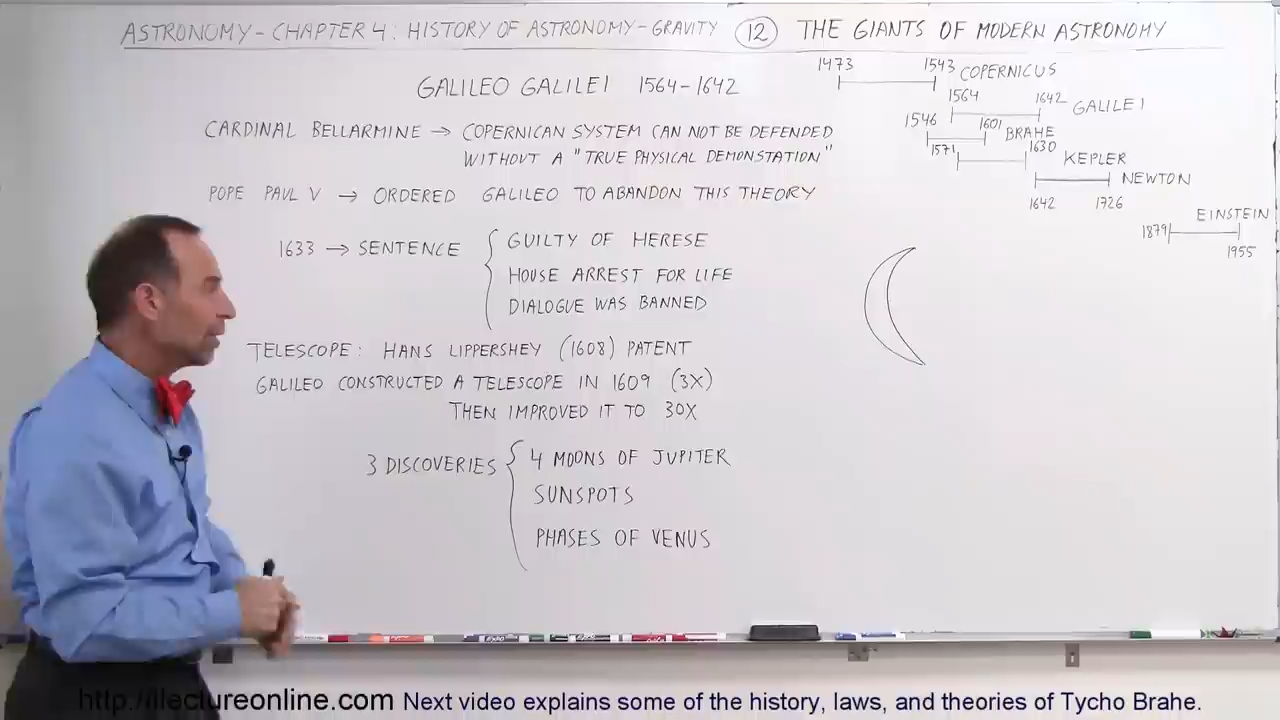 ASTRONOMY - CHAPTER 4: HISTORY OF ASTRONOMY - GRAVITY (12) THE GIANTS OF MODERN ASTRONOMY
GALILEO GALILEI 1564 - 1642
CARDINAL BELLARMINE → COPERNICAN SYSTEM CAN NOT BE DEFENDED
WITHOUT A "TRUE PHYSICAL DEMONSTATION"
POPE PAUL V → ORDERED GALILEO TO ABANDON THIS THEORY
1633 → SENTENCE { GUILTY OF HERESE
HOUSE ARREST FOR LIFE
DIALOGUE WAS BANNED
TELESCOPE: HANS LIPPERSHEY (1608) PATENT
GALILEO CONSTRUCTED A TELESCOPE IN 1609 (3X)
THEN IMPROVED IT TO 30X
3 DISCOVERIES { 4 MOONS OF JUPITER
SUNSPOTS
PHASES OF VENUS
1473 1543 COPERNICUS
1564 1642 GALILEI
1546 1601 BRAHE
1571 1630 KEPLER
NEWTON
1642 1726
EINSTEIN
1879 1955
http://ilectureonline.com Next video explains some of the history, laws, and theories of Tycho Brahe.